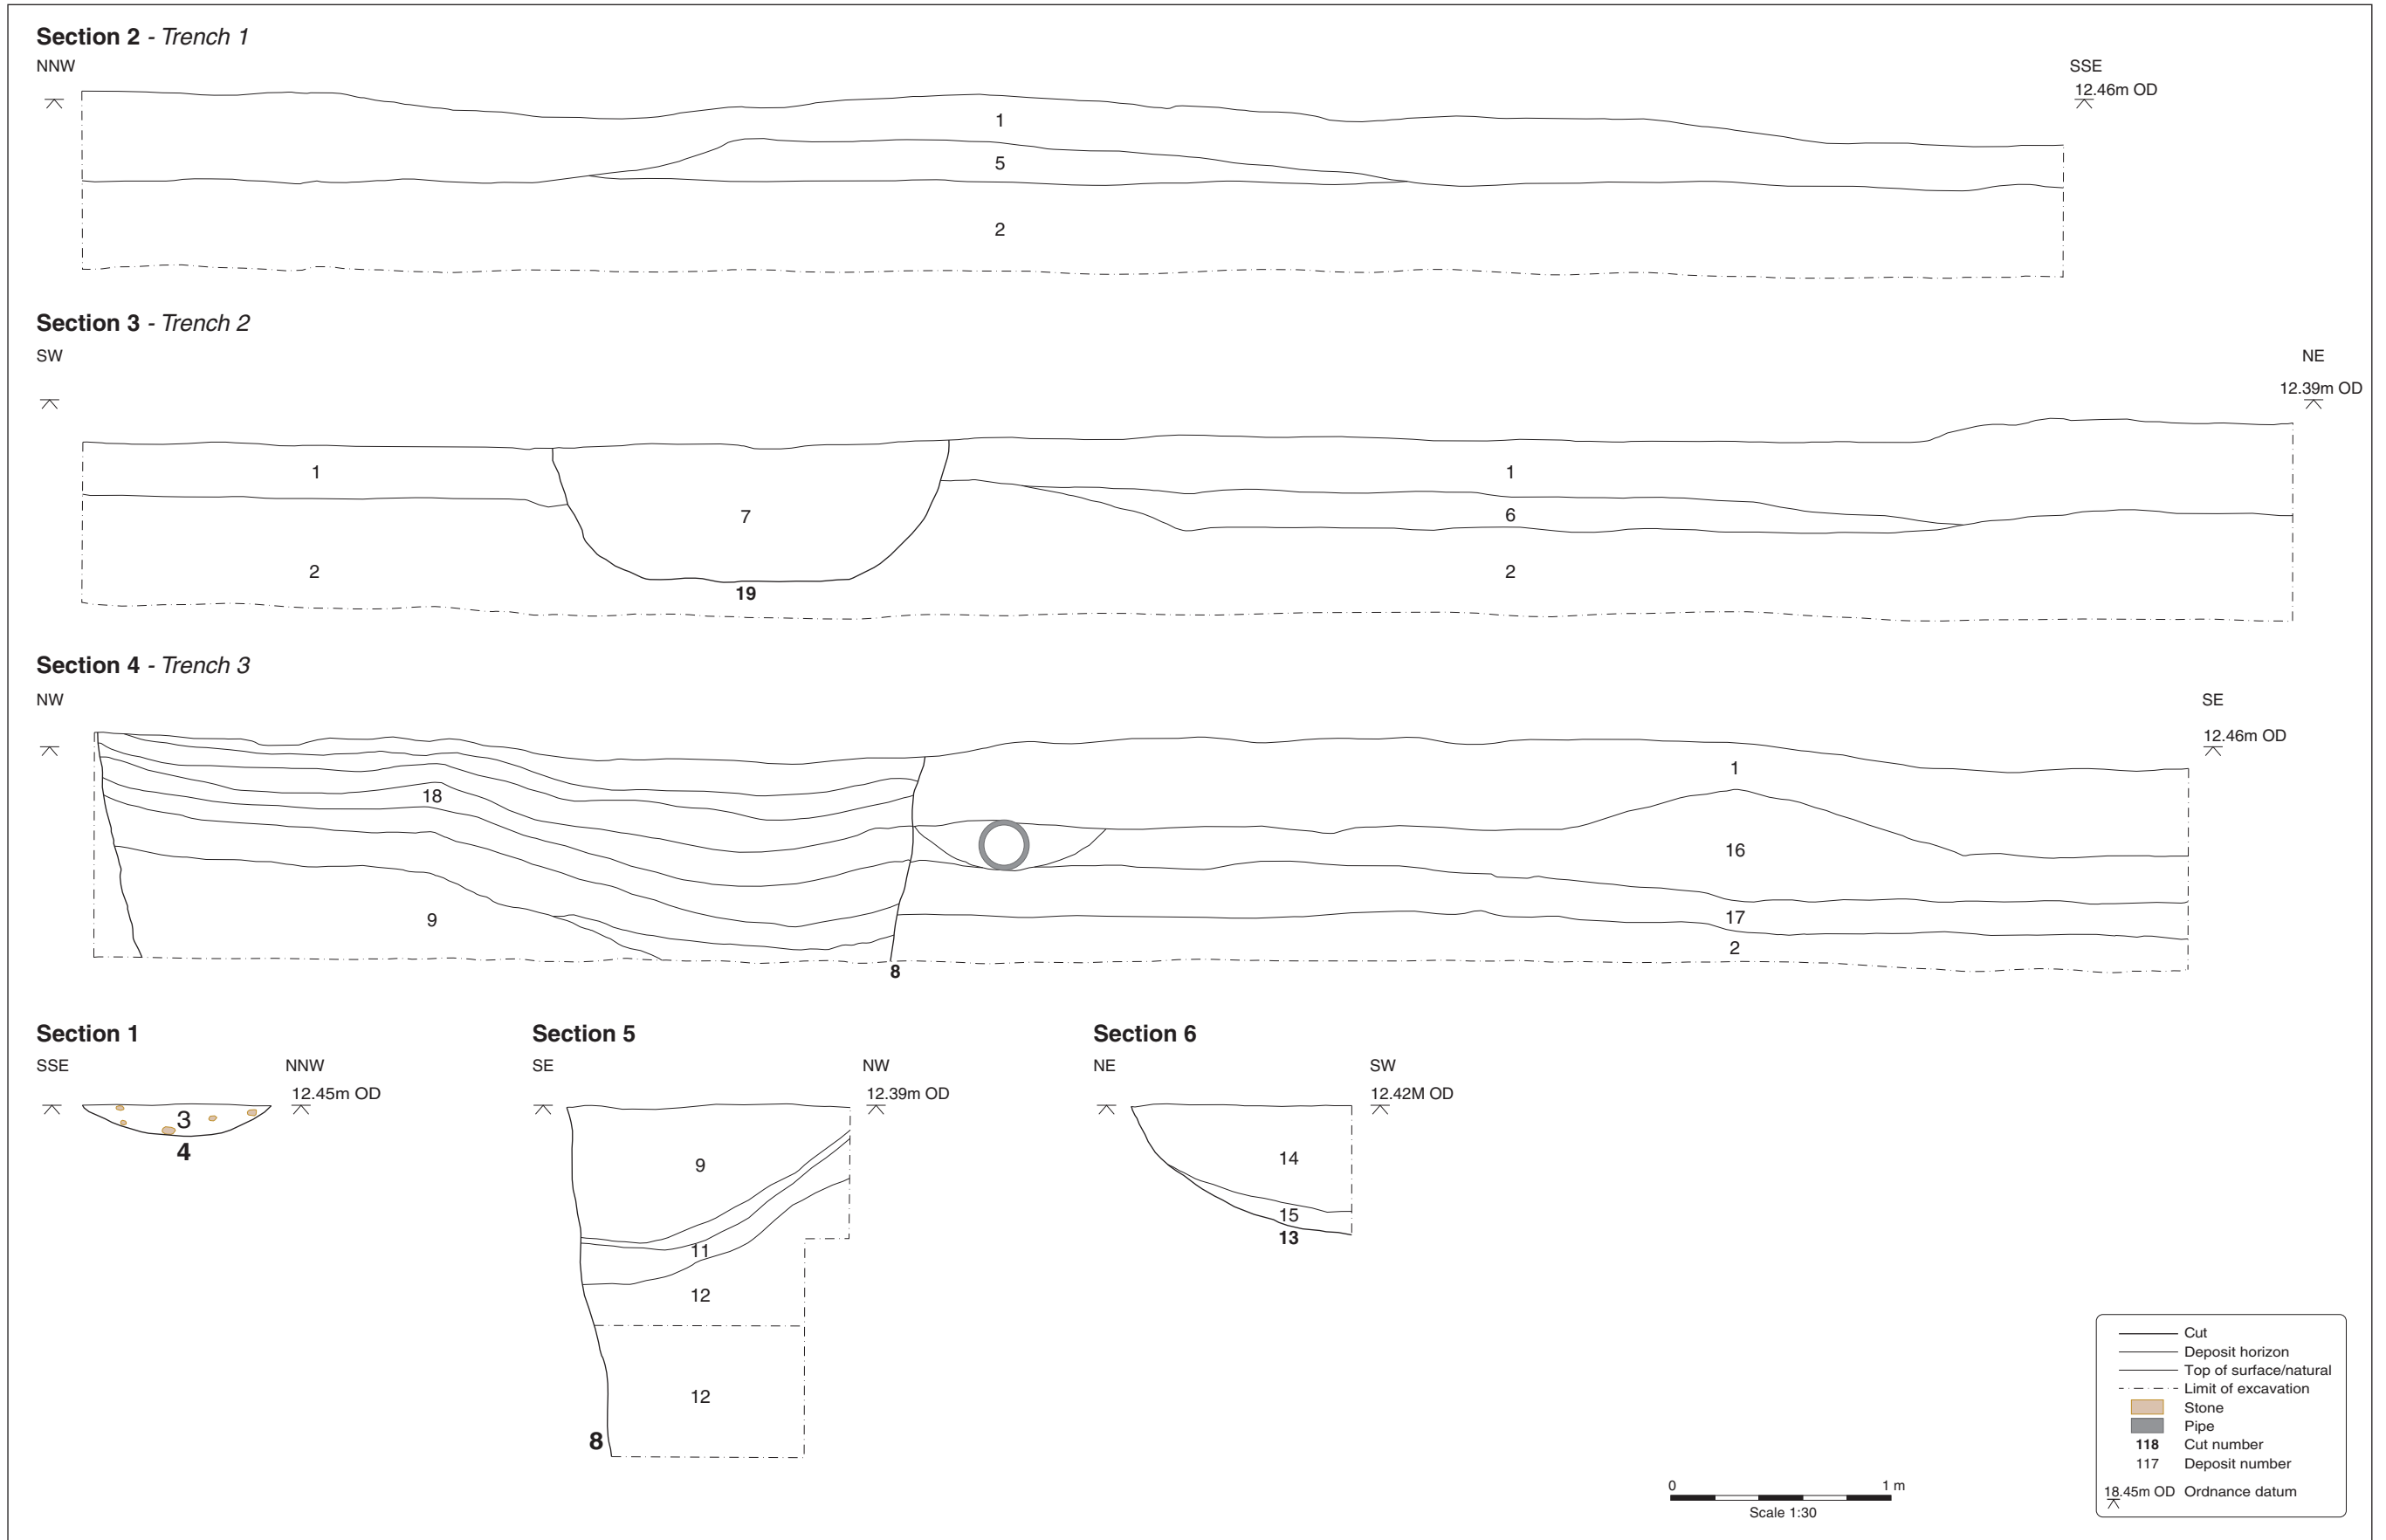 Section 2 - Trench 1
NNW
SSE
12.46m OD
1
5
2
Section 3 - Trench 2
SW
NE
12.39m OD
1
1
7
6
2
2
19
Section 4 - Trench 3
NW
SE
12.46m OD
1
18
16
9
17
2
8
Section 1
SSE
NNW
12.45m OD
3
4
Section 5
SE
NW
12.39m OD
9
11
12
12
8
Section 6
NE
SW
12.42M OD
14
15
13
0
1 m
Scale 1:30
Cut
Deposit horizon
Top of surface/natural
Limit of excavation
Stone
Pipe
118 Cut number
117 Deposit number
18.45m OD Ordnance datum